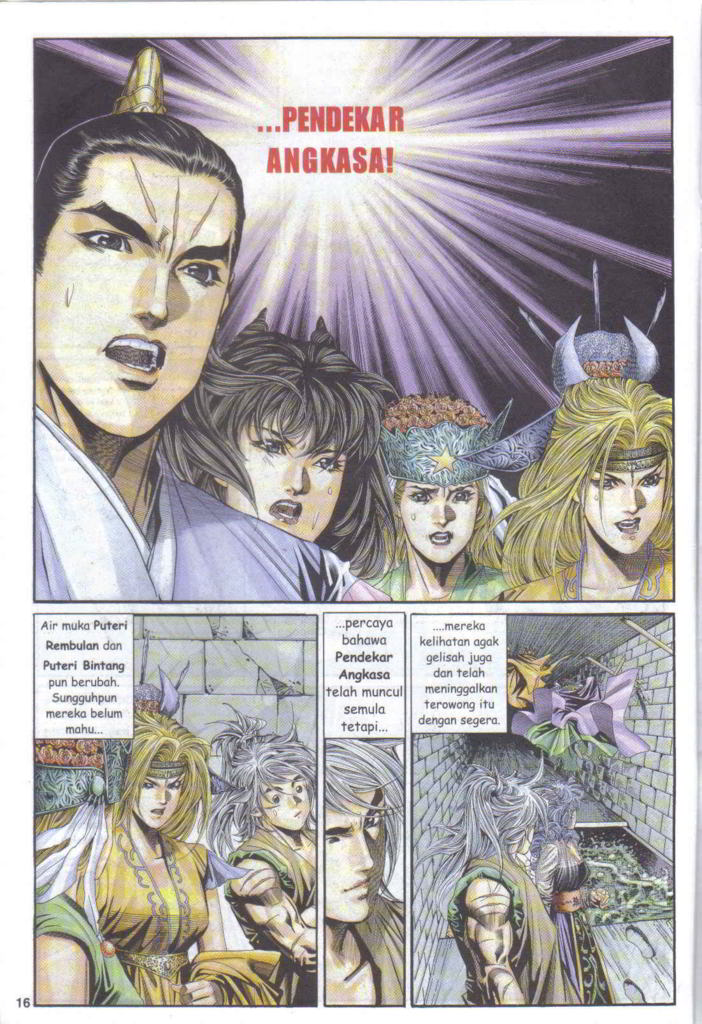 ...PENDEKAR
ANGKASA!
Air muka Puteri
Rembulan dan
Puteri Bintang
pun berubah.
Sungguhpun
mereka belum
mahu...
...percaya
bahawa
Pendekar
Angkasa
telah muncul
semula
tetapi...
....mereka
kelihatan agak
gelisah juga
dan telah
meninggalkan
terowong itu
dengan segera.
16